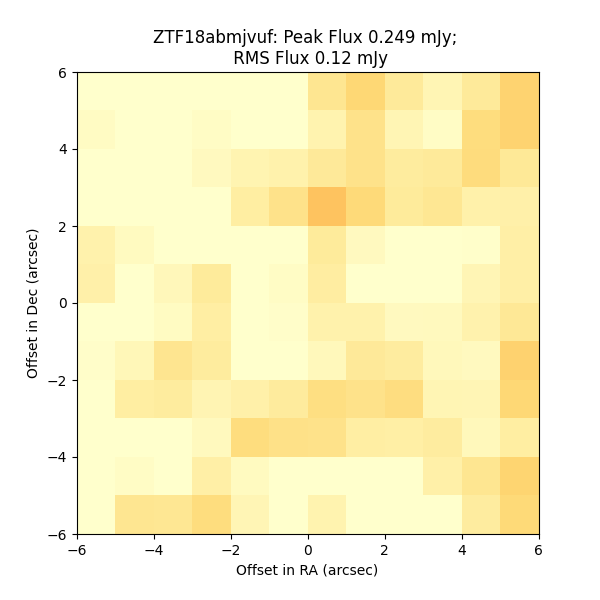 ZTF18abmjvuf: Peak Flux 0.249 mJy;
RMS Flux 0.12 mJy
6
4
2
0
−2
−4
−6
Offset in Dec (arcsec)
−6 −4 −2 0 2 4 6
Offset in RA (arcsec)